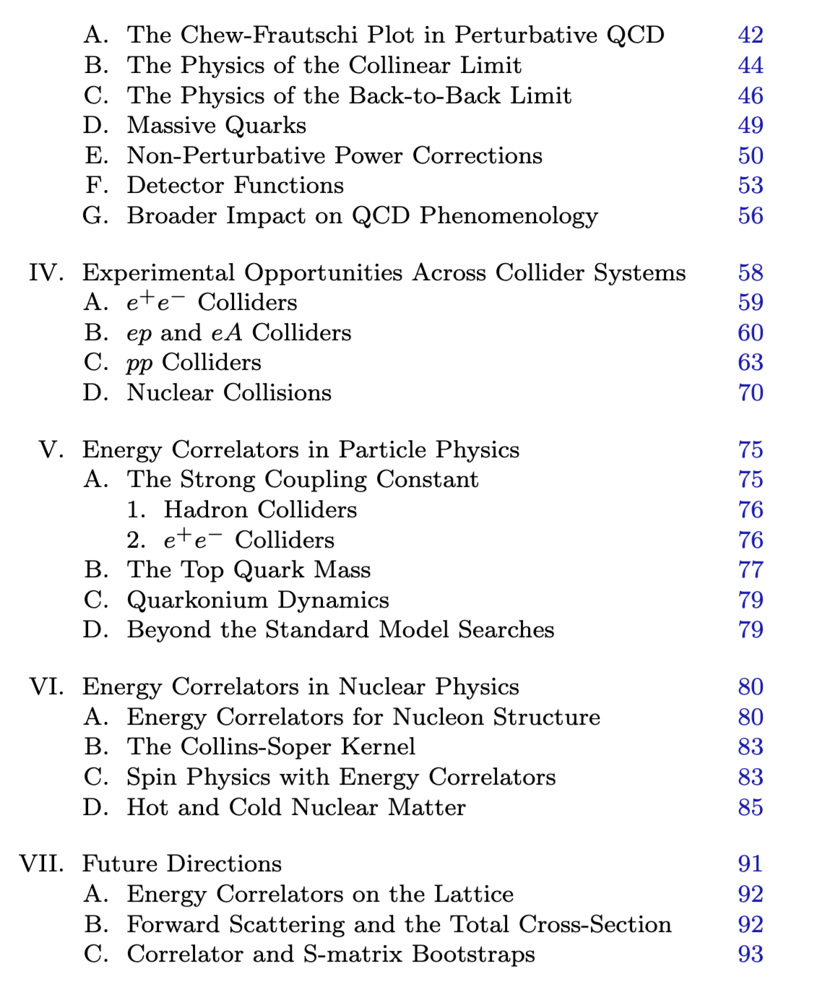 A. The Chew-Frautschi Plot in Perturbative QCD 42
B. The Physics of the Collinear Limit 44
C. The Physics of the Back-to-Back Limit 46
D. Massive Quarks 49
E. Non-Perturbative Power Corrections 50
F. Detector Functions 53
G. Broader Impact on QCD Phenomenology 56
IV. Experimental Opportunities Across Collider Systems 58
A. e⁺e⁻ Colliders 59
B. ep and eA Colliders 60
C. pp Colliders 63
D. Nuclear Collisions 70
V. Energy Correlators in Particle Physics 75
A. The Strong Coupling Constant 75
1. Hadron Colliders 76
2. e⁺e⁻ Colliders 76
B. The Top Quark Mass 77
C. Quarkonium Dynamics 79
D. Beyond the Standard Model Searches 79
VI. Energy Correlators in Nuclear Physics 80
A. Energy Correlators for Nucleon Structure 80
B. The Collins-Soper Kernel 83
C. Spin Physics with Energy Correlators 83
D. Hot and Cold Nuclear Matter 85
VII. Future Directions 91
A. Energy Correlators on the Lattice 92
B. Forward Scattering and the Total Cross-Section 92
C. Correlator and S-matrix Bootstraps 93